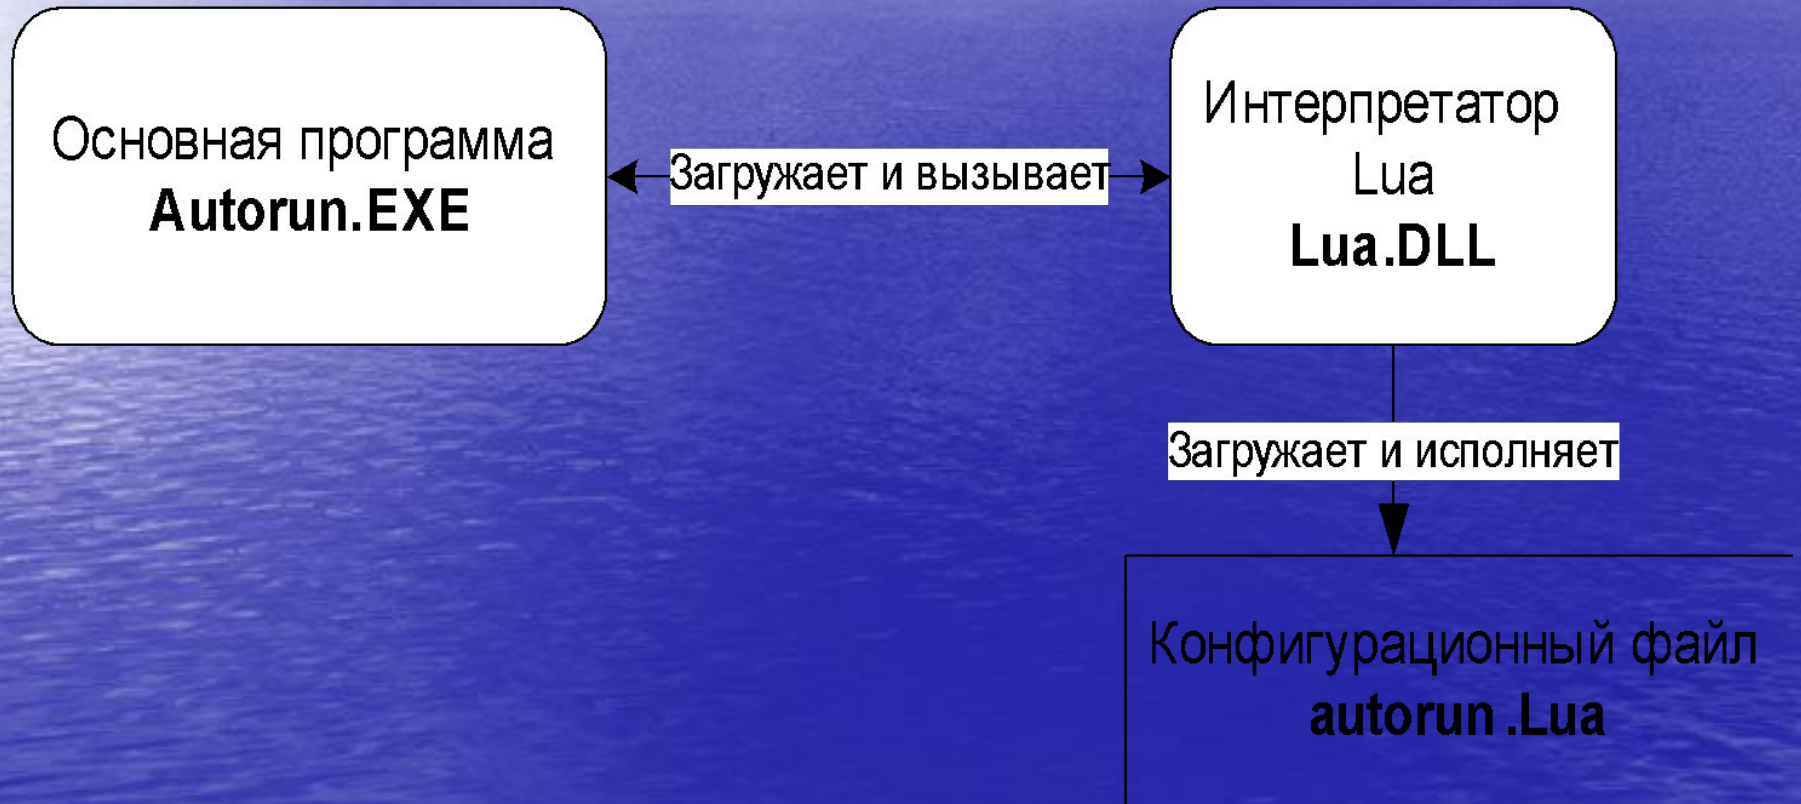 Основная программа
Autorun.EXE
Загружает и вызывает
Интерпретатор
Lua
Lua.DLL
Загружает и исполняет
Конфигурационный файл
autorun.Lua